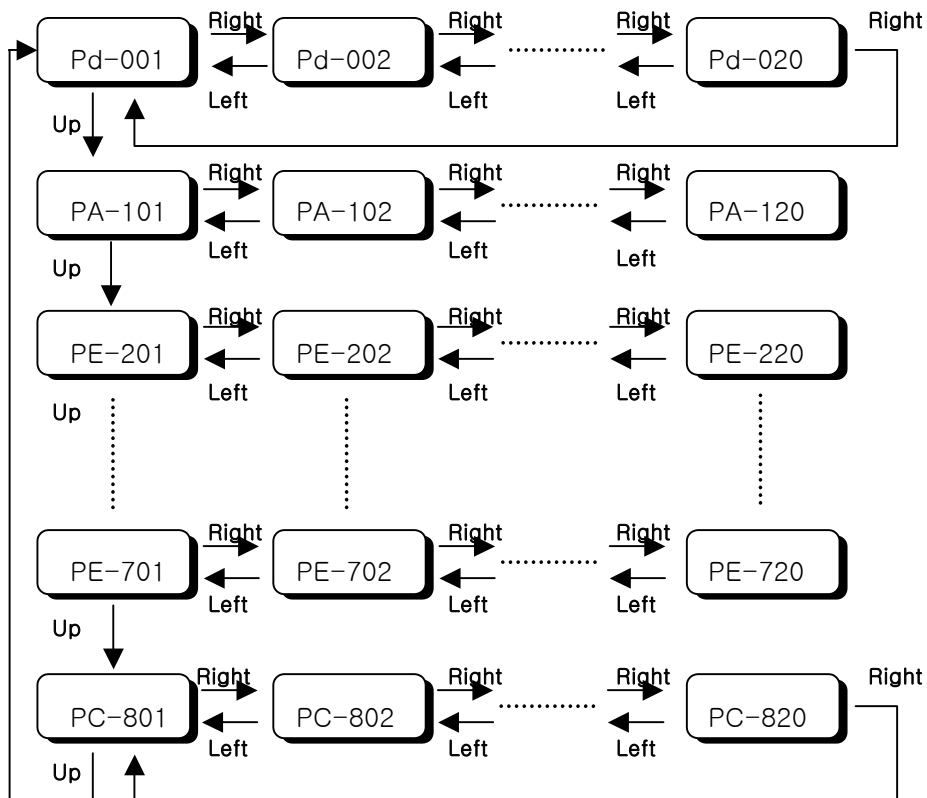 Right Right Right Right
Pd-001 Pd-002 ............... Pd-020
Left Left Left
Up
Right Right Right
PA-101 PA-102 ............... PA-120
Left Left Left
Up
Right Right Right
PE-201 PE-202 ............... PE-220
Left Left Left
Up
Right Right Right
PE-701 PE-702 ............... PE-720
Left Left Left
Up
Right Right Right Right
PC-801 PC-802 ............... PC-820
Left Left Left
Up